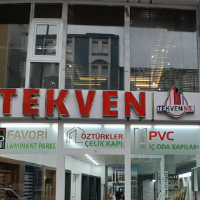 TEKVEN
TEKVEN
FAVORİ
LAMİNANT PARKE
ÖZTÜRKLER
ÇELİK KAPI
PVC
İÇ ODA KAPILARI